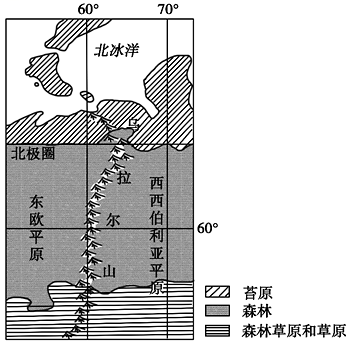 60° 70°
北冰洋
乌拉尔山
北极圈
东欧平原
西西伯利亚平原
60°
苔原
森林
森林草原和草原